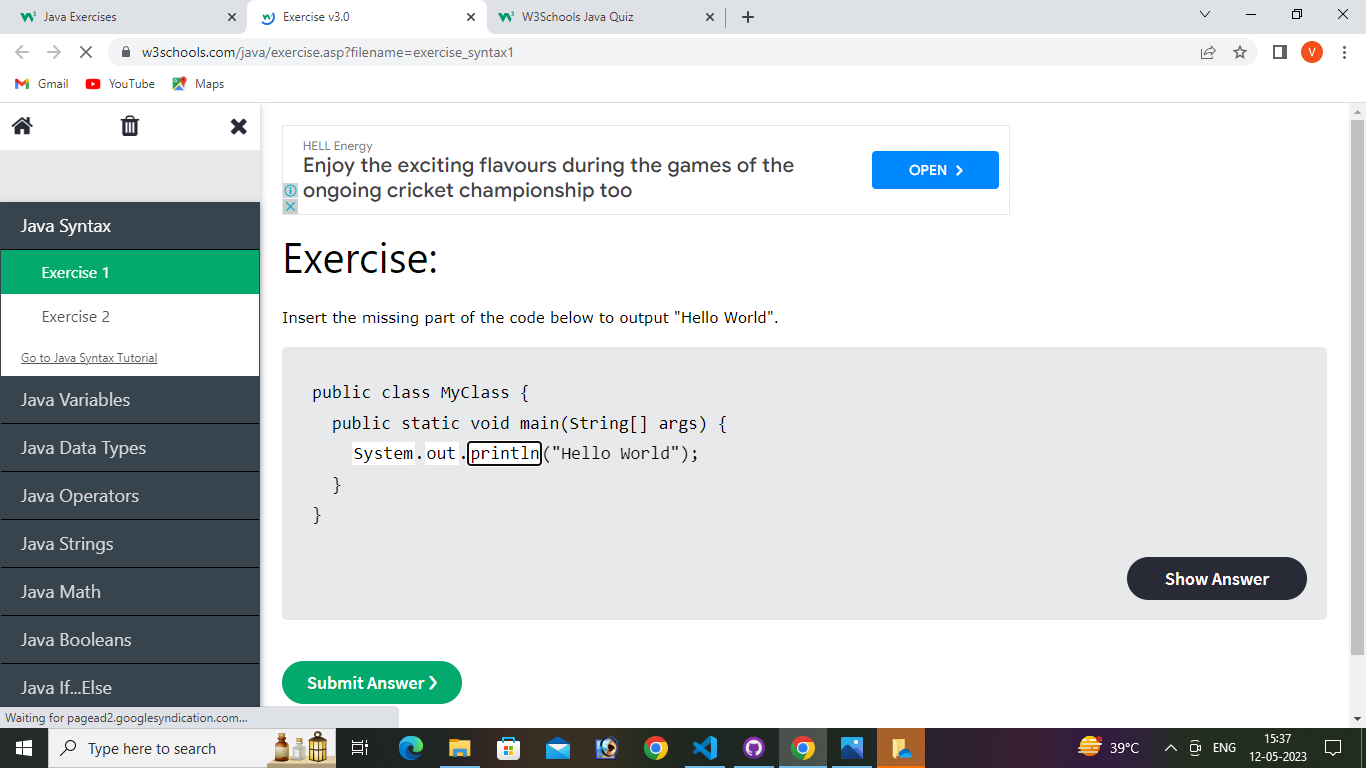 Java Exercises
Exercise v3.0
W3Schools Java Quiz
w3schools.com/java/exercise.asp?filename=exercise_syntax1
V
Gmail
YouTube
Maps
HELL Energy
Enjoy the exciting flavours during the games of the
ongoing cricket championship too
OPEN
Java Syntax
Exercise 1
Exercise 2
Go to Java Syntax Tutorial
Java Variables
Java Data Types
Java Operators
Java Strings
Java Math
Java Booleans
Java If...Else
Exercise:
Insert the missing part of the code below to output "Hello World".
public class MyClass {
public static void main(String[] args) {
System.out.println("Hello World");
}
}
Show Answer
Submit Answer ❯
Waiting for pagead2.googlesyndication.com...
Type here to search
39°C
ENG
15:37
12-05-2023